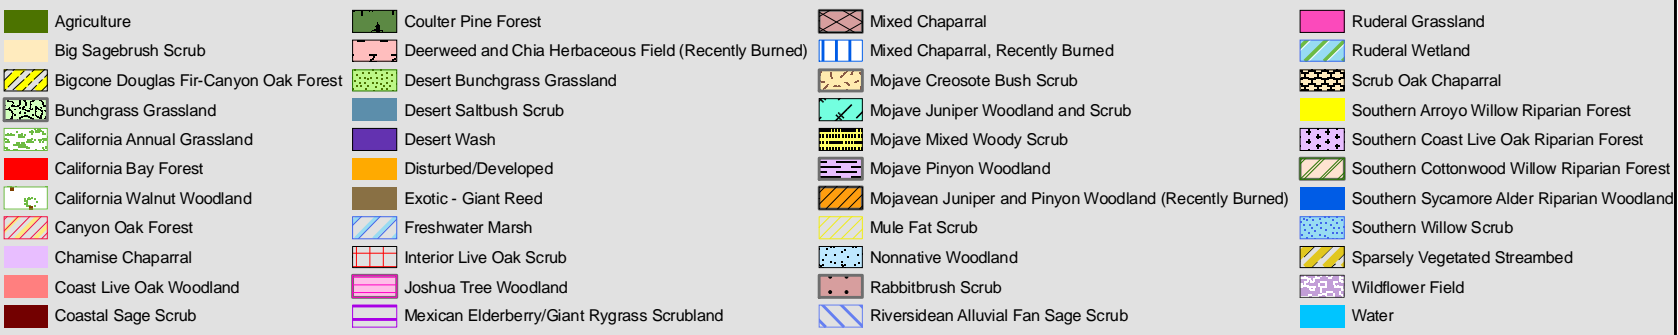 Agriculture
Big Sagebrush Scrub
Bigcone Douglas Fir-Canyon Oak Forest
Bunchgrass Grassland
California Annual Grassland
California Bay Forest
California Walnut Woodland
Canyon Oak Forest
Chamise Chaparral
Coast Live Oak Woodland
Coastal Sage Scrub
Coulter Pine Forest
Deerweed and Chia Herbaceous Field (Recently Burned)
Desert Bunchgrass Grassland
Desert Saltbush Scrub
Desert Wash
Disturbed/Developed
Exotic - Giant Reed
Freshwater Marsh
Interior Live Oak Scrub
Joshua Tree Woodland
Mexican Elderberry/Giant Rygrass Scrubland
Mixed Chaparral
Mixed Chaparral, Recently Burned
Mojave Creosote Bush Scrub
Mojave Juniper Woodland and Scrub
Mojave Mixed Woody Scrub
Mojave Pinyon Woodland
Mojavean Juniper and Pinyon Woodland (Recently Burned)
Mule Fat Scrub
Nonnative Woodland
Rabbitbrush Scrub
Riversidean Alluvial Fan Sage Scrub
Ruderal Grassland
Ruderal Wetland
Scrub Oak Chaparral
Southern Arroyo Willow Riparian Forest
Southern Coast Live Oak Riparian Forest
Southern Cottonwood Willow Riparian Forest
Southern Sycamore Alder Riparian Woodland
Southern Willow Scrub
Sparsely Vegetated Streambed
Wildflower Field
Water